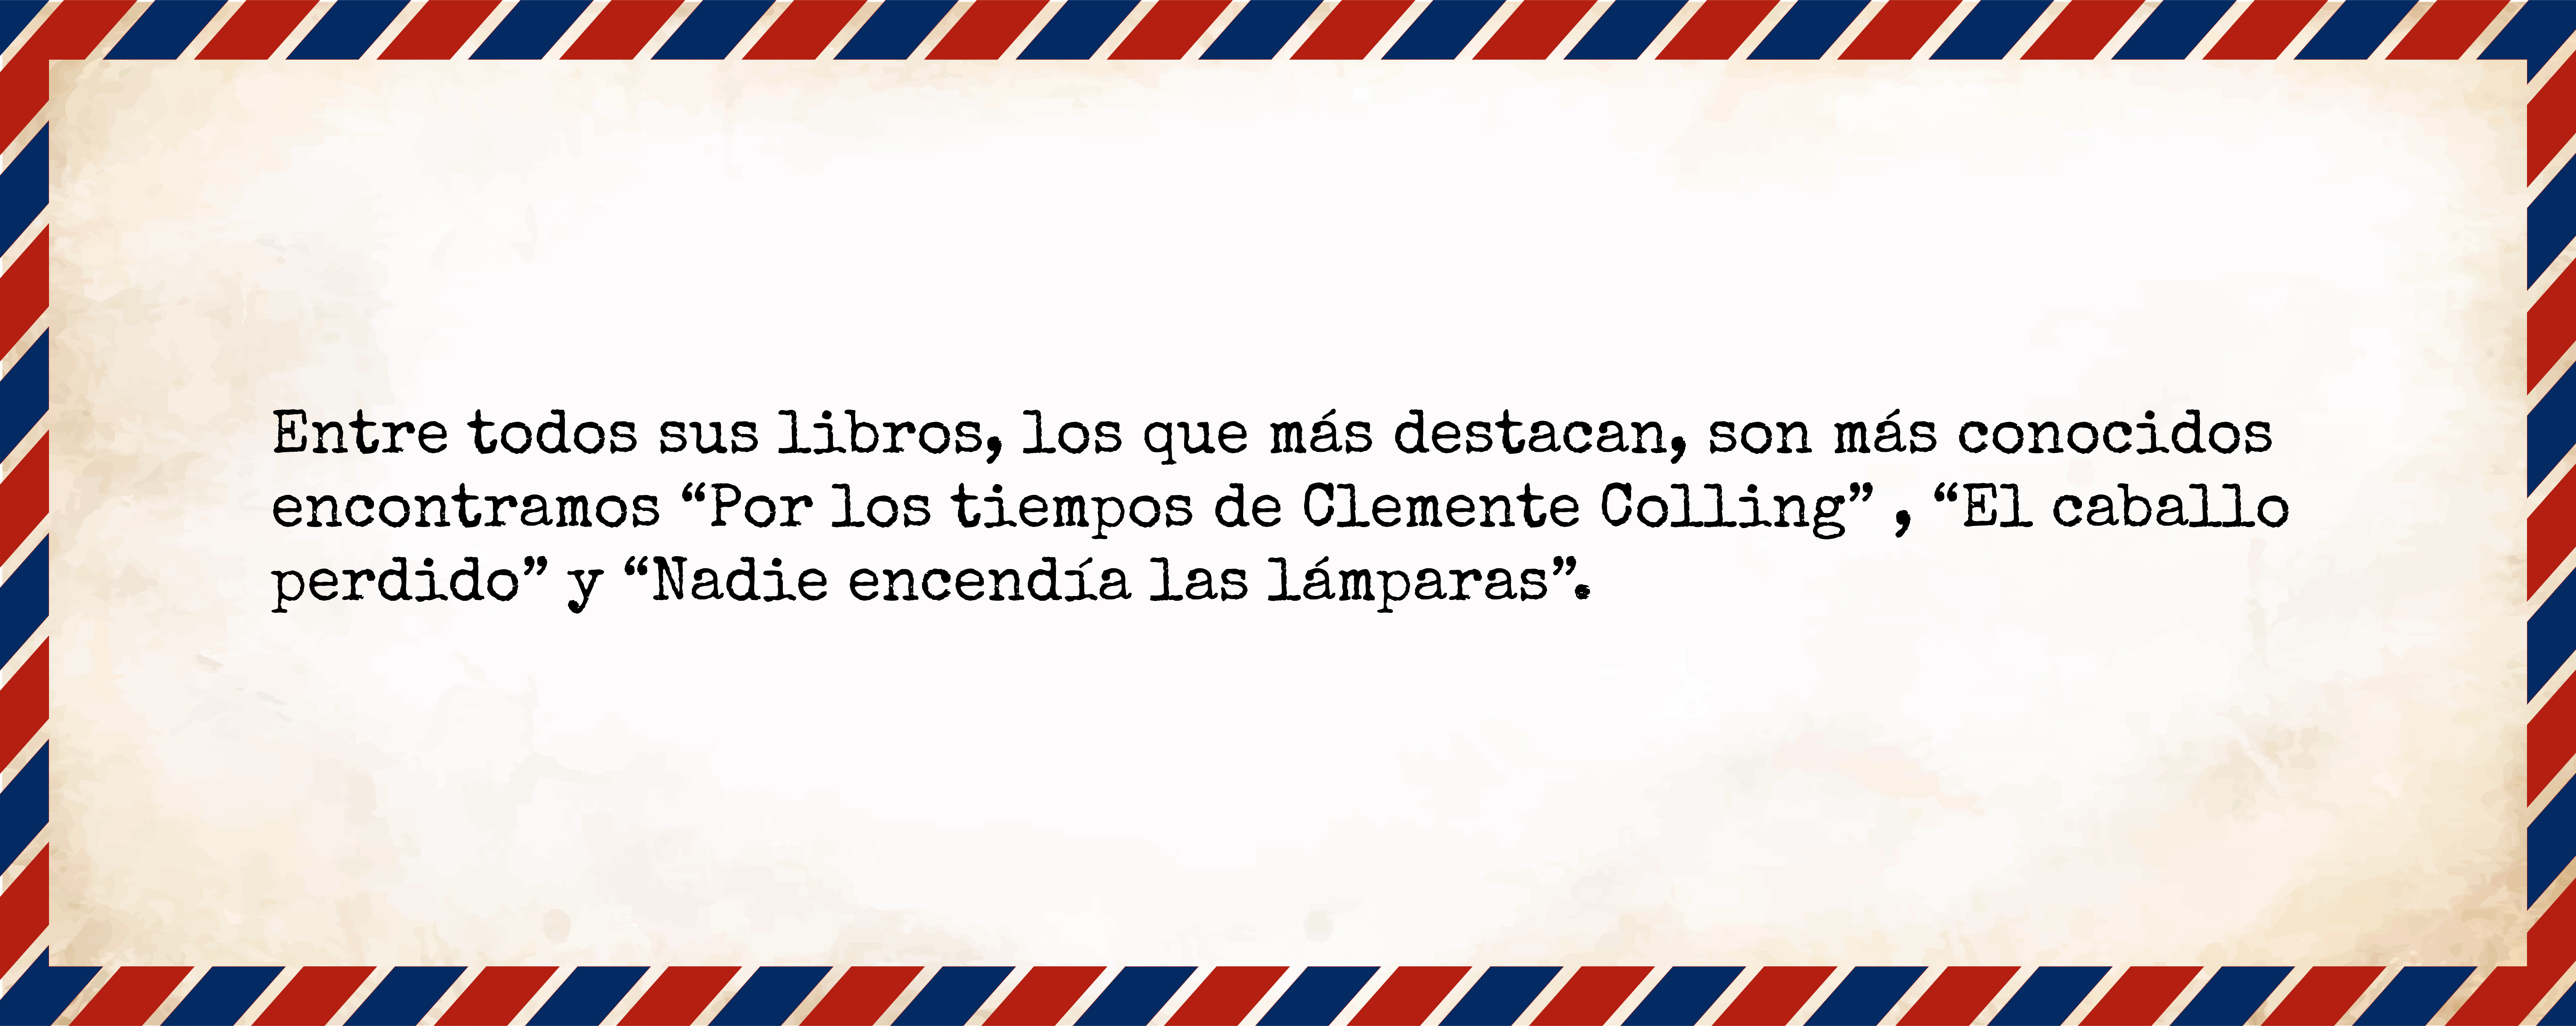 Entre todos sus libros, los que más destacan, son más conocidos
encontramos “Por los tiempos de Clemente Colling” , “El caballo
perdido” y “Nadie encendía las lámparas”.